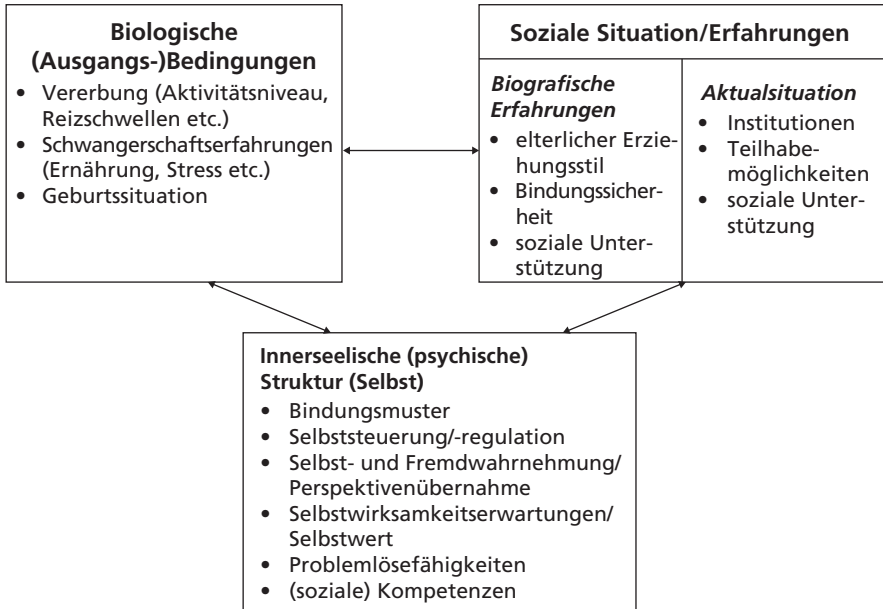 Biologische
(Ausgangs-)Bedingungen
• Vererbung (Aktivitätsniveau,
Reizschwellen etc.)
• Schwangerschaftserfahrungen
(Ernährung, Stress etc.)
• Geburtssituation
Soziale Situation/Erfahrungen
Biografische
Erfahrungen
• elterlicher Erzie-
hungsstil
• Bindungssicher-
heit
• soziale Unter-
stützung
Aktualsituation
• Institutionen
• Teilhabe-
möglichkeiten
• soziale Unter-
stützung
Innerseelische (psychische)
Struktur (Selbst)
• Bindungsmuster
• Selbststeuerung/-regulation
• Selbst- und Fremdwahrnehmung/
Perspektivenübernahme
• Selbstwirksamkeitserwartungen/
Selbstwert
• Problemlösefähigkeiten
• (soziale) Kompetenzen